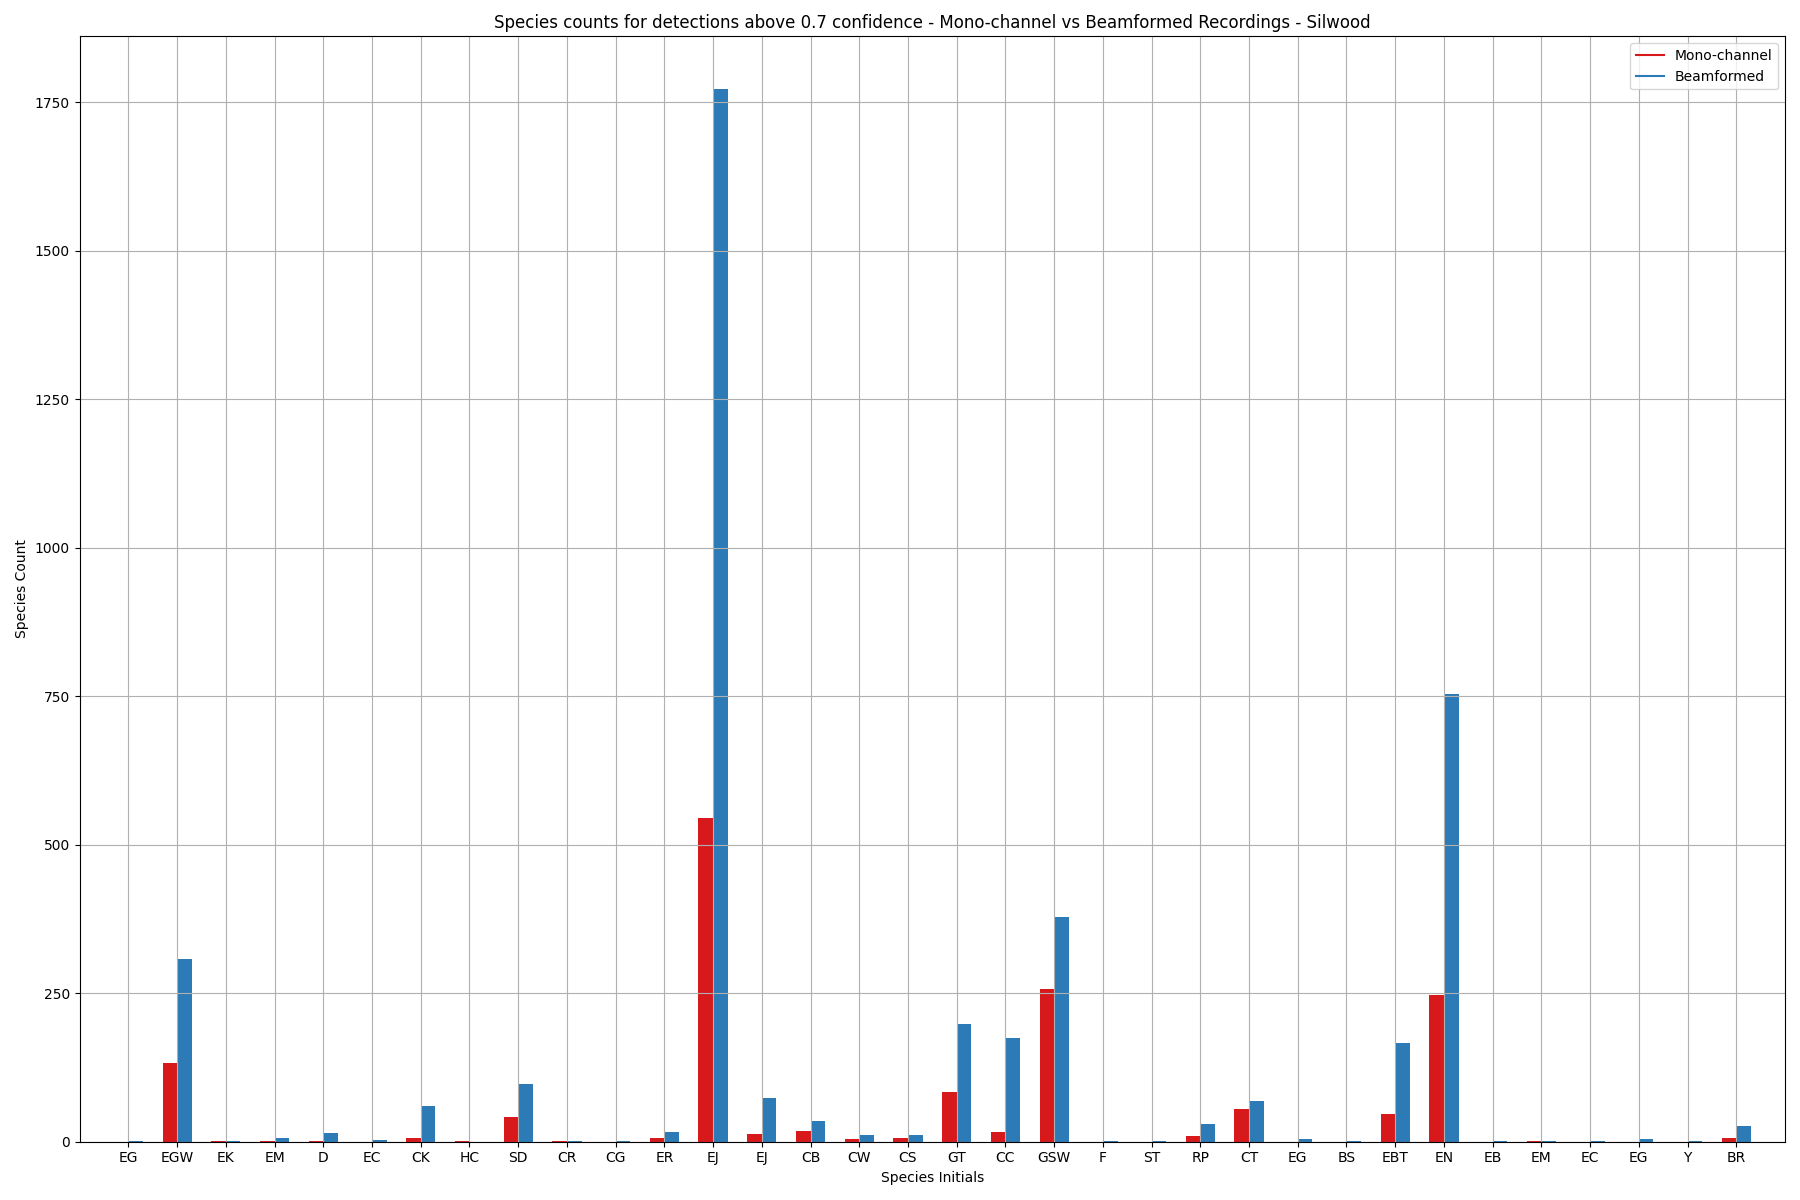 Species counts for detections above 0.7 confidence - Mono-channel vs Beamformed Recordings - Silwood
Mono-channel
Beamformed
1750
1500
1250
1000
750
500
250
0
Species Count
EG EGW EK EM D EC CK HC SD CR CG ER EJ EJ CB CW CS GT CC GSW F ST RP CT EG BS EBT EN EB EM EC EG Y BR
Species Initials